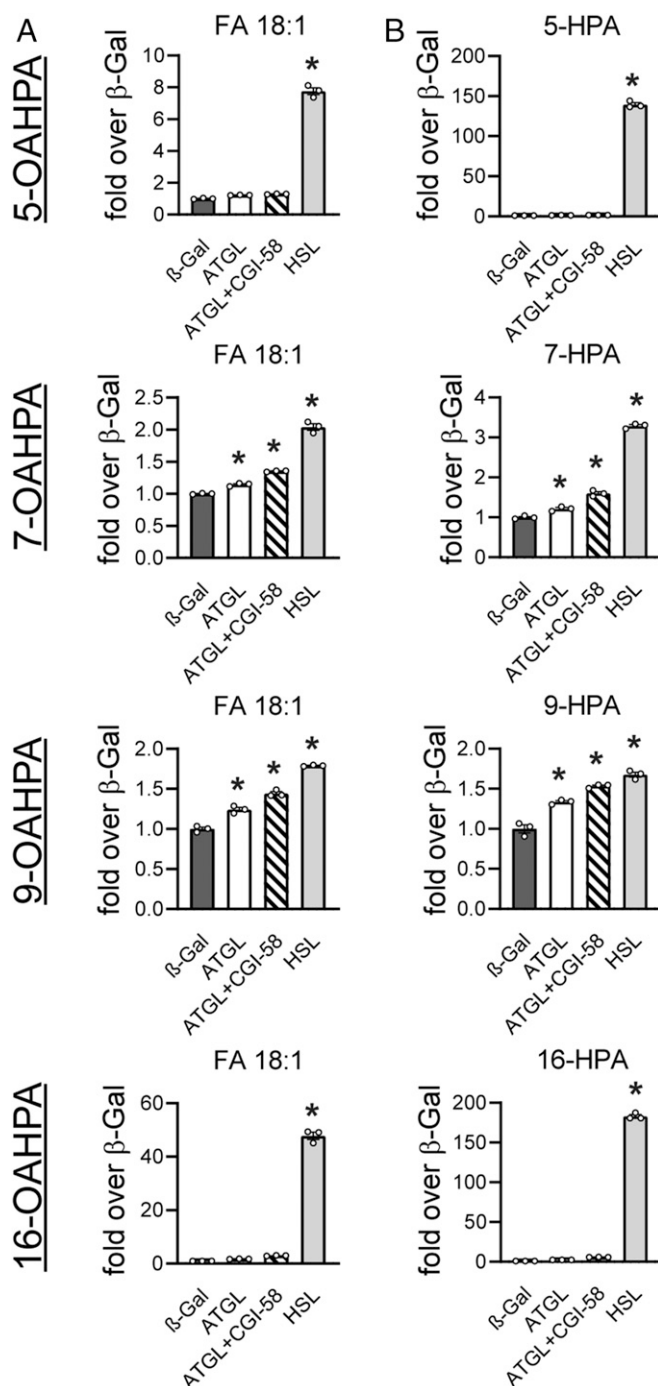 A
B
5-OAHPA
FA 18:1
fold over β-Gal
10
8
6
4
2
0
*
ß-Gal
ATGL
ATGL+CGI-58
HSL
5-HPA
fold over β-Gal
200
150
100
50
0
*
ß-Gal
ATGL
ATGL+CGI-58
HSL
7-OAHPA
FA 18:1
fold over β-Gal
2.5
2.0
1.5
1.0
0.5
0.0
* * *
ß-Gal
ATGL
ATGL+CGI-58
HSL
7-HPA
fold over β-Gal
4
3
2
1
0
* * *
ß-Gal
ATGL
ATGL+CGI-58
HSL
9-OAHPA
FA 18:1
fold over β-Gal
2.0
1.5
1.0
0.5
0.0
* * *
ß-Gal
ATGL
ATGL+CGI-58
HSL
9-HPA
fold over β-Gal
2.0
1.5
1.0
0.5
0.0
* * *
ß-Gal
ATGL
ATGL+CGI-58
HSL
16-OAHPA
FA 18:1
fold over β-Gal
60
40
20
0
*
ß-Gal
ATGL
ATGL+CGI-58
HSL
16-HPA
fold over β-Gal
200
150
100
50
0
*
ß-Gal
ATGL
ATGL+CGI-58
HSL